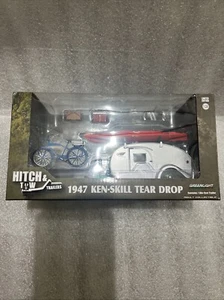 HITCH & TOW
TRAILERS
1947 KEN-SKILL TEAR DROP
GREENLIGHT